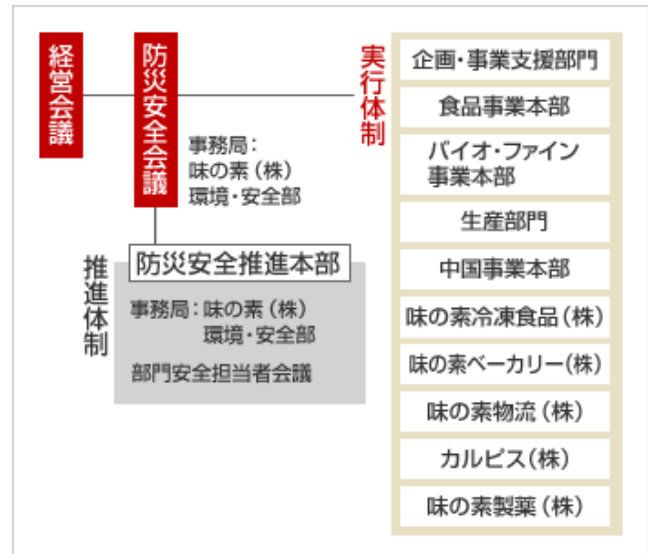 経営会議
防災安全会議
事務局：
味の素（株）
環境・安全部
実行体制
企画・事業支援部門
食品事業本部
バイオ・ファイン
事業本部
生産部門
中国事業本部
味の素冷凍食品（株）
味の素ベーカリー（株）
味の素物流（株）
カルピス（株）
味の素製薬（株）
推進体制
防災安全推進本部
事務局：味の素（株）
環境・安全部
部門安全担当者会議